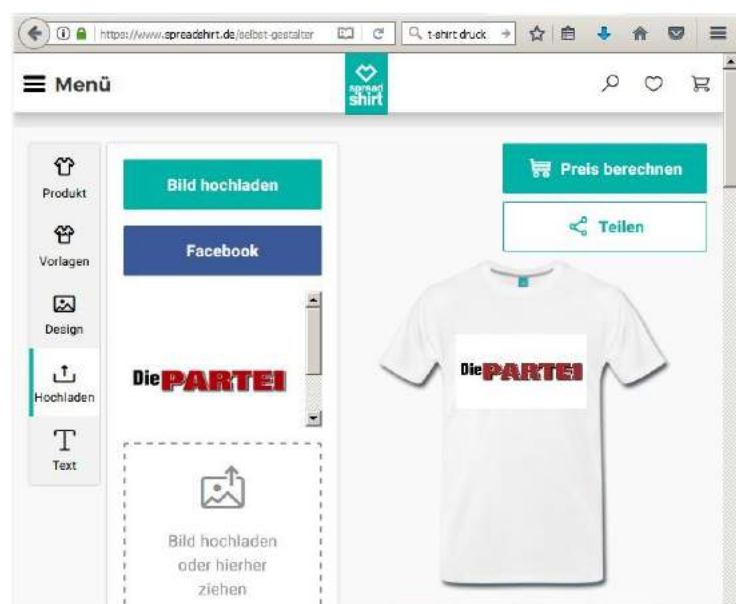 https://www.spreadshirt.de/selbst-gestalter
t-shirt druck
Menü
spread
shirt
Produkt
Vorlagen
Design
Hochladen
Text
Bild hochladen
Facebook
Die PARTEI
Bild hochladen
oder hierher
ziehen
Preis berechnen
Teilen
Die PARTEI